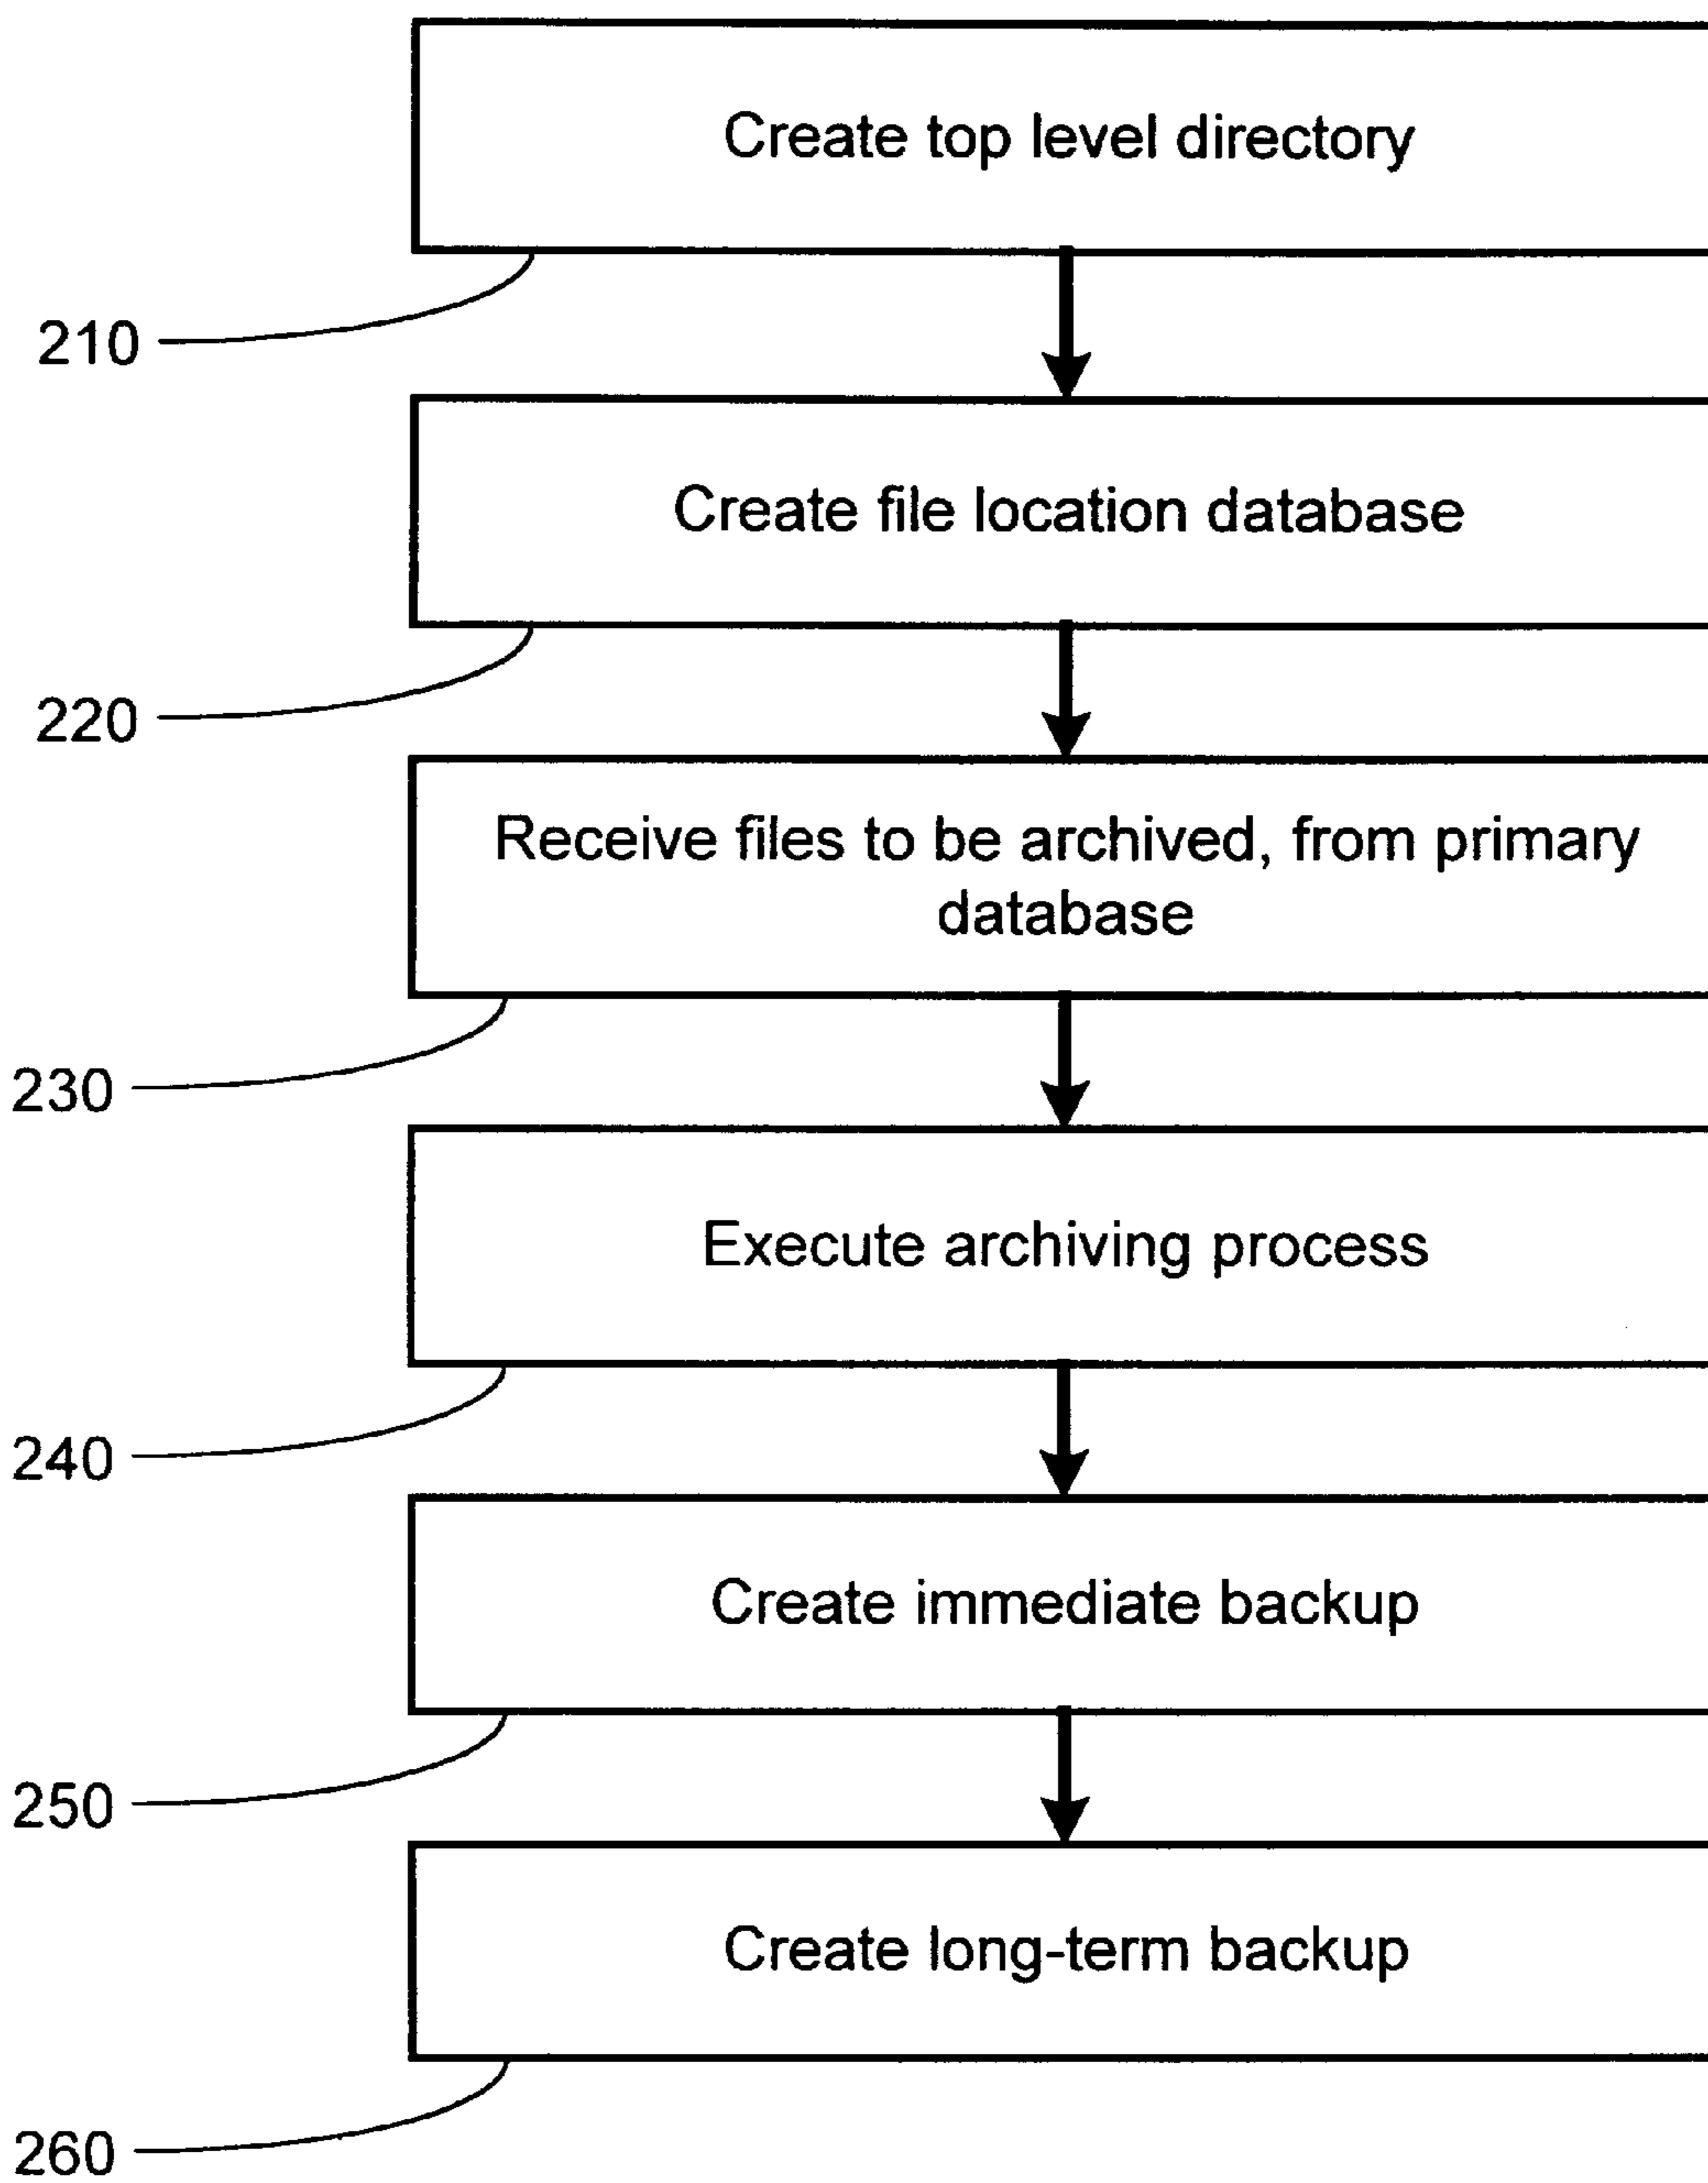 Create top level directory
210
Create file location database
220
Receive files to be archived, from primary
database
230
Execute archiving process
240
Create immediate backup
250
Create long-term backup
260